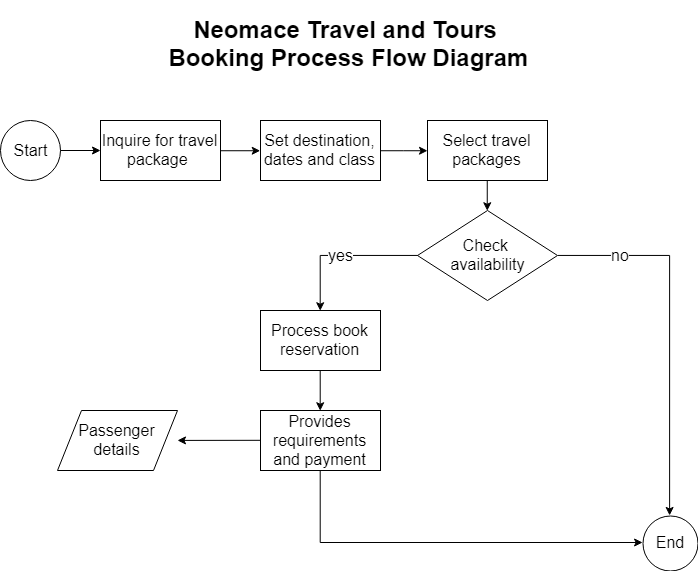 Neomace Travel and Tours
Booking Process Flow Diagram
Start
Inquire for travel
package
Set destination,
dates and class
Select travel
packages
Check
availability
yes
no
Process book
reservation
Provides
requirements
and payment
Passenger
details
End